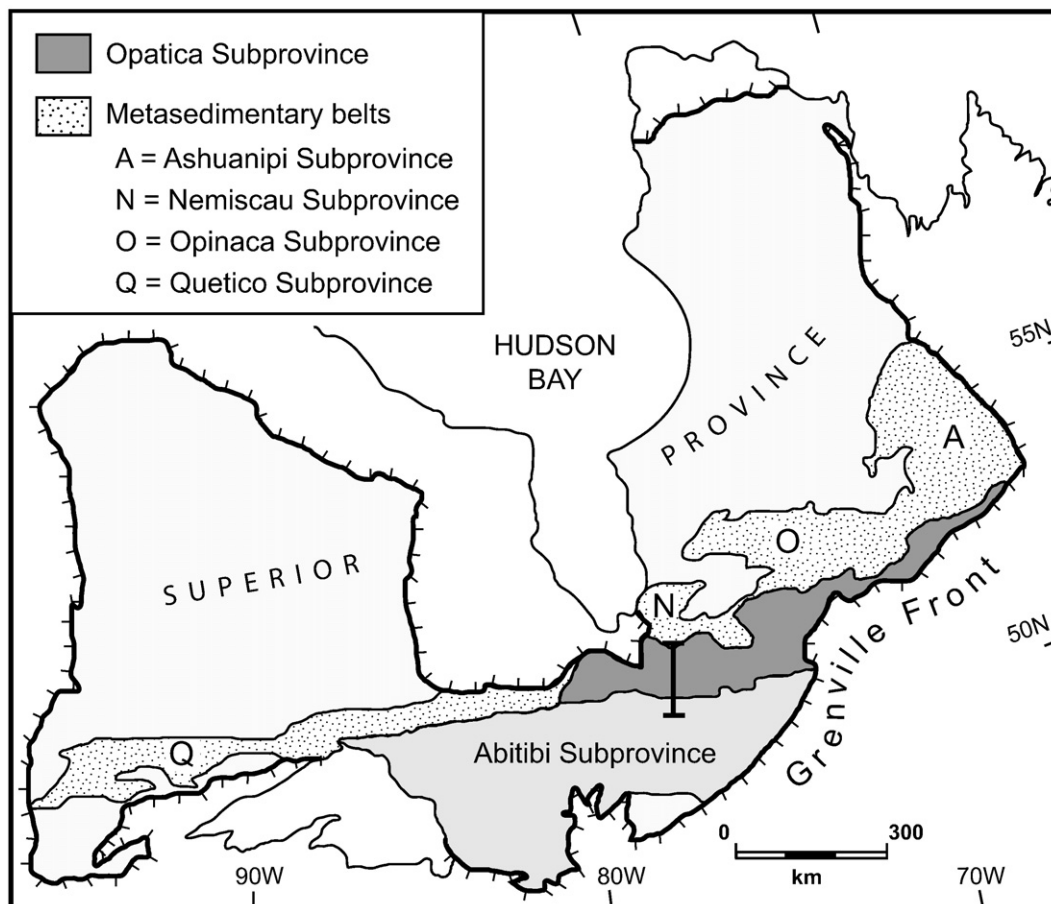 Opatica Subprovince
Metasedimentary belts
A = Ashuanipi Subprovince
N = Nemiscau Subprovince
O = Opinaca Subprovince
Q = Quetico Subprovince
HUDSON
BAY
55N
PROVINCE
A
SUPERIOR
O
N
50N
Grenville Front
Q
Abitibi Subprovince
0 300
km
90W 80W 70W